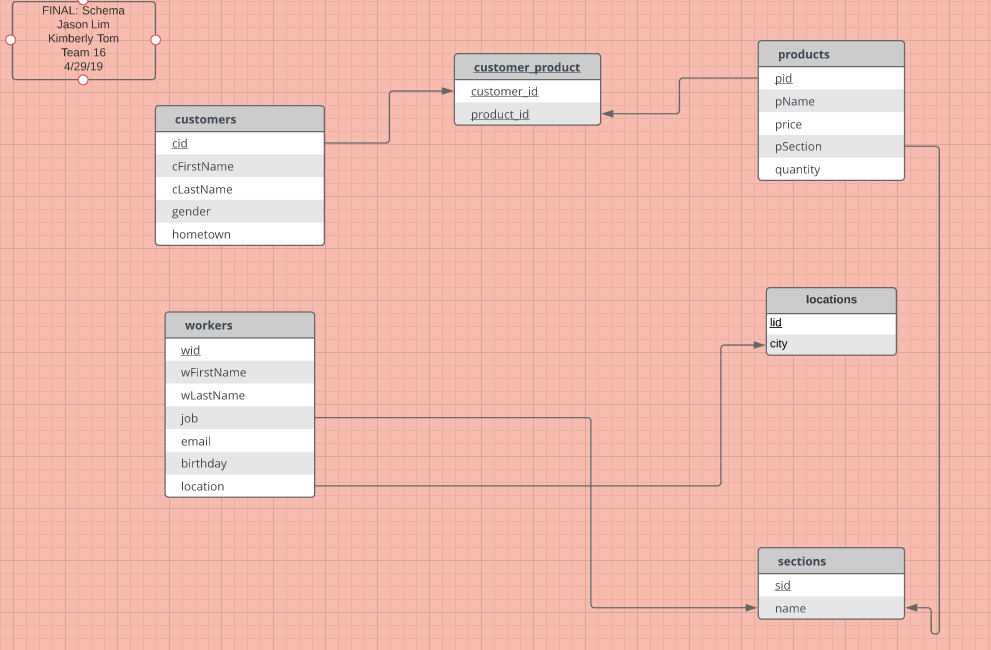 FINAL: Schema
Jason Lim
Kimberly Tom
Team 16
4/29/19
customers
cid
cFirstName
cLastName
gender
hometown
customer_product
customer_id
product_id
products
pid
pName
price
pSection
quantity
workers
wid
wFirstName
wLastName
job
email
birthday
location
locations
lid
city
sections
sid
name